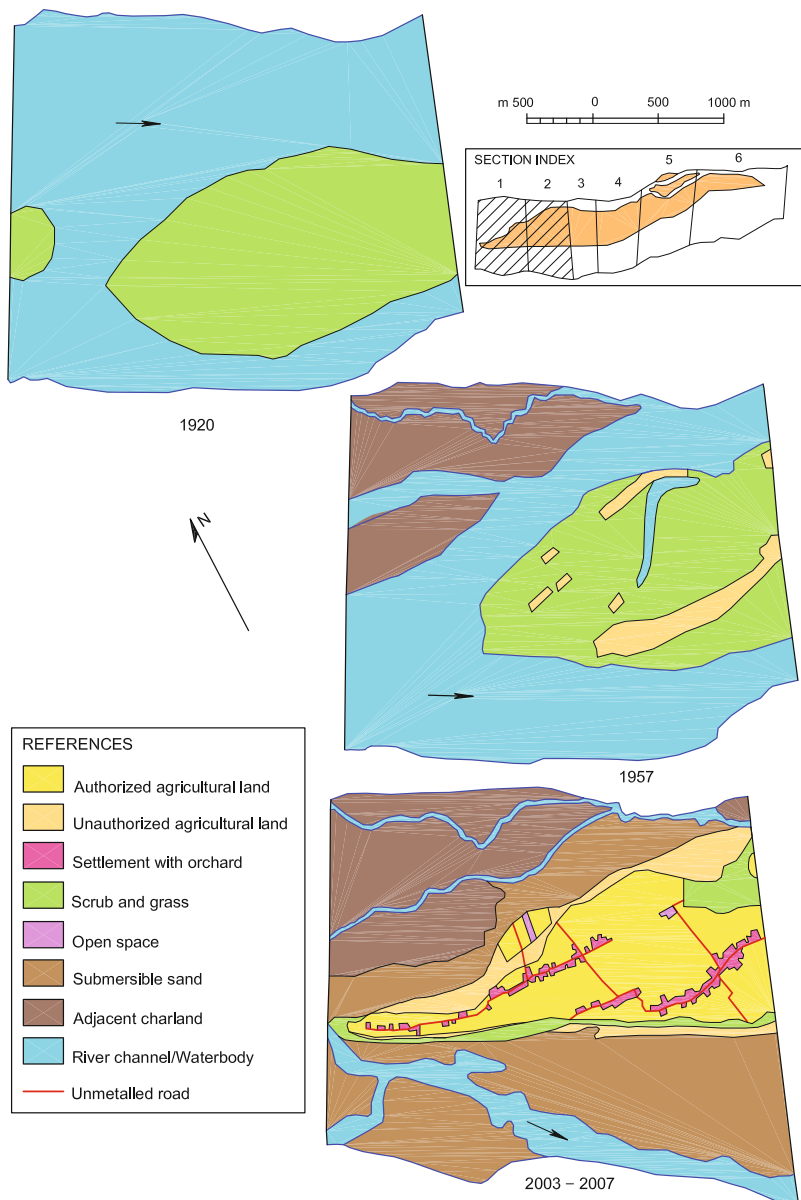 m 500 0 500 1000 m
SECTION INDEX
1 2 3 4 5 6
1920
N
1957
REFERENCES
Authorized agricultural land
Unauthorized agricultural land
Settlement with orchard
Scrub and grass
Open space
Submersible sand
Adjacent charland
River channel/Waterbody
Unmetalled road
2003 – 2007